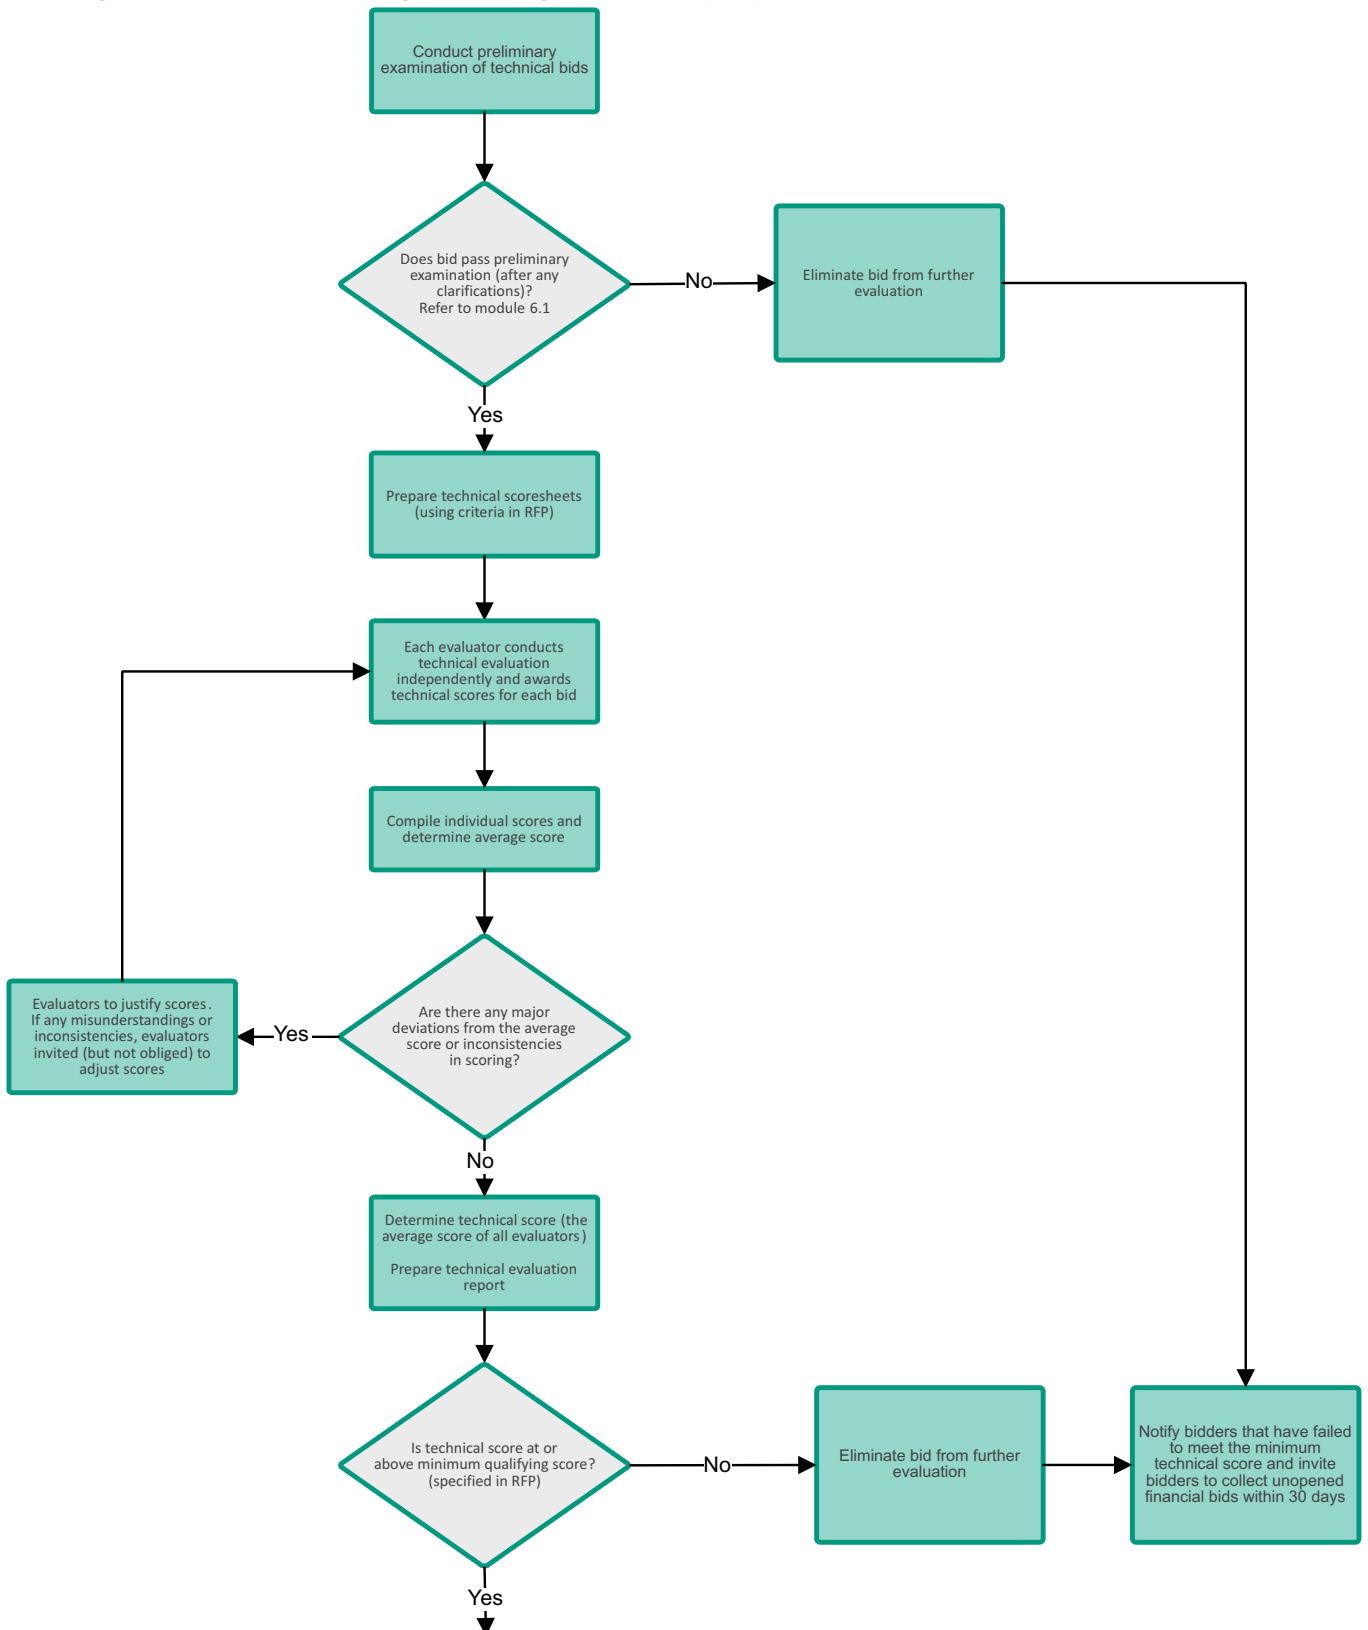 Conduct preliminary
examination of technical bids
Does bid pass preliminary
examination (after any
clarifications)?
Refer to module 6.1
No
Eliminate bid from further
evaluation
Yes
Prepare technical scoresheets
(using criteria in RFP)
Each evaluator conducts
technical evaluation
independently and awards
technical scores for each bid
Compile individual scores and
determine average score
Are there any major
deviations from the average
score or inconsistencies
in scoring?
Yes
Evaluators to justify scores.
If any misunderstandings or
inconsistencies, evaluators
invited (but not obliged) to
adjust scores
No
Determine technical score (the
average score of all evaluators)
Prepare technical evaluation
report
Is technical score at or
above minimum qualifying score?
(specified in RFP)
No
Eliminate bid from further
evaluation
Notify bidders that have failed
to meet the minimum
technical score and invite
bidders to collect unopened
financial bids within 30 days
Yes